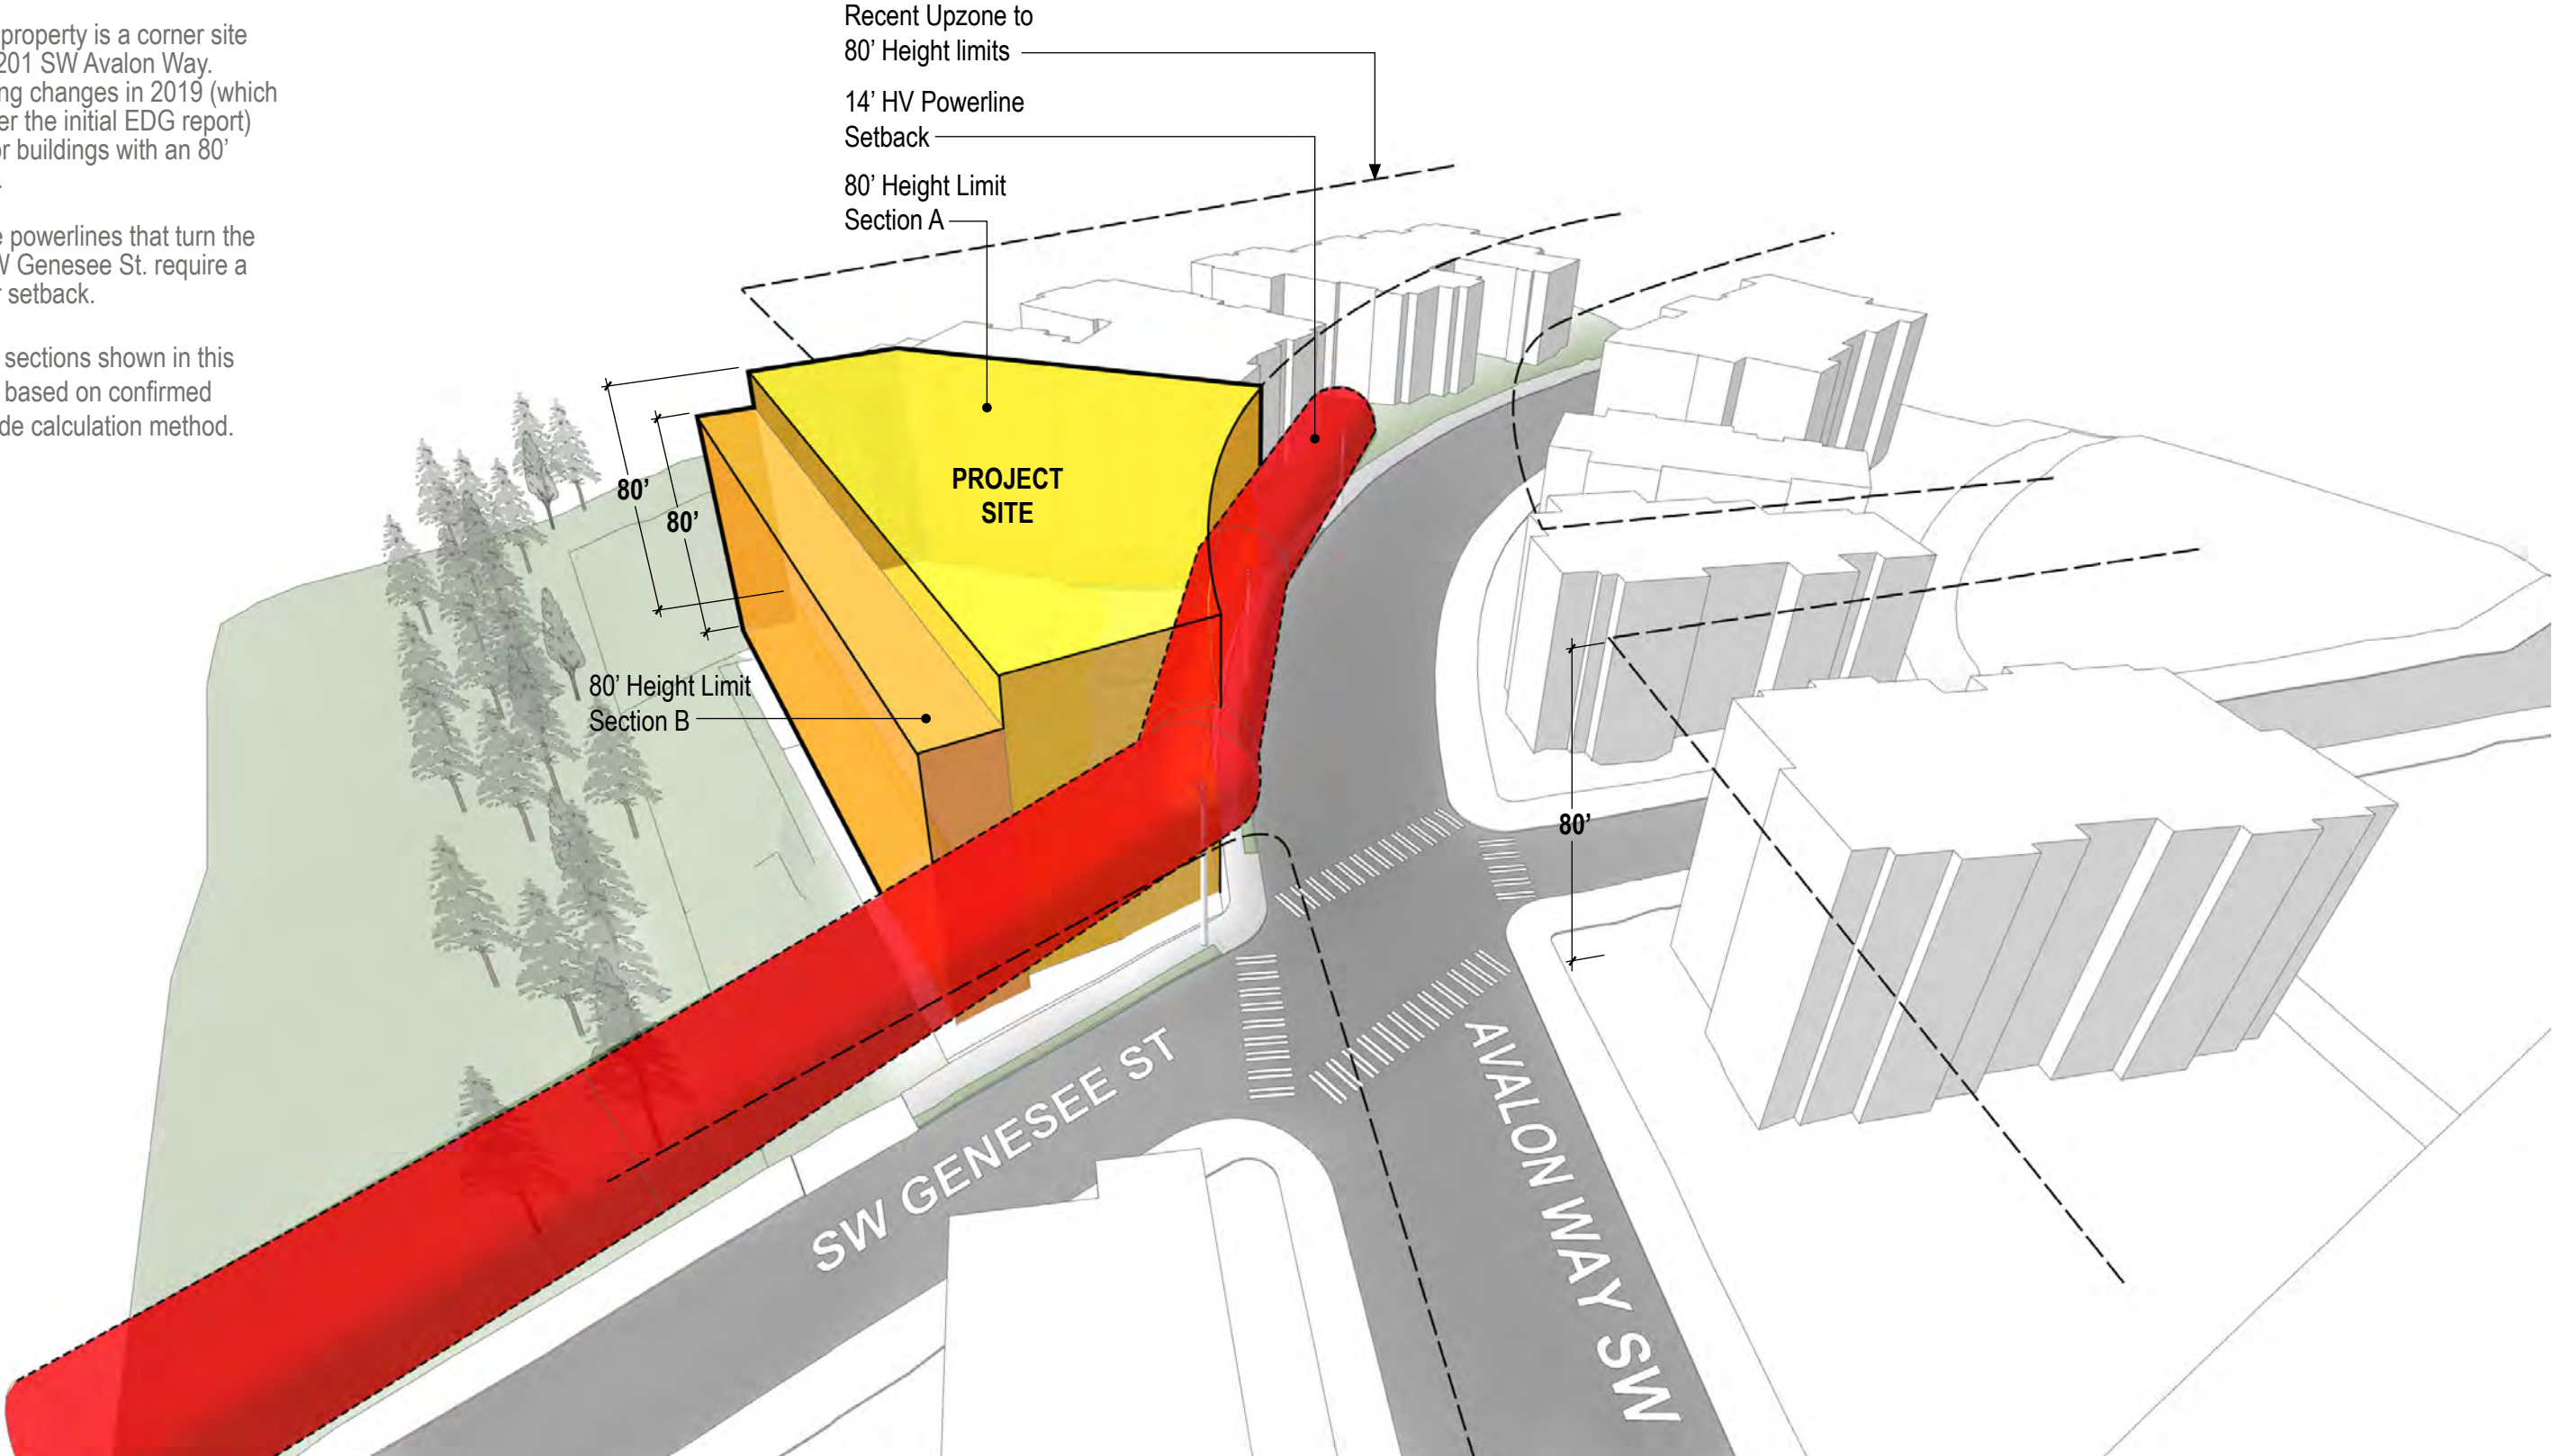 property is a corner site
201 SW Avalon Way.
changes in 2019 (which
the initial EDG report)
buildings with an 80’
powerlines that turn the
Genesee St. require a
setback.
sections shown in this
based on confirmed
calculation method.
Recent Upzone to
80’ Height limits
14’ HV Powerline
Setback
80’ Height Limit
Section A
PROJECT
SITE
80’
80’
80’ Height Limit
Section B
80’
SW GENESEE ST
AVALON WAY SW